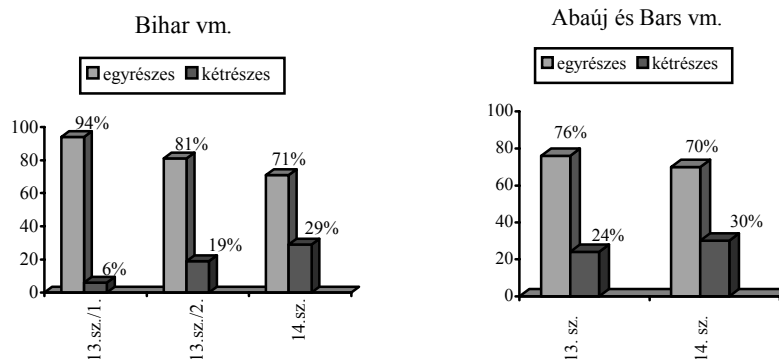 Bihar vm.
egyrészes kétrészes
100
80
60
40
20
0
94%
6%
81%
19%
71%
29%
13.sz./1.
13.sz./2.
14.sz.
Abaúj és Bars vm.
egyrészes kétrészes
100
80
60
40
20
0
76%
24%
70%
30%
13. sz.
14. sz.